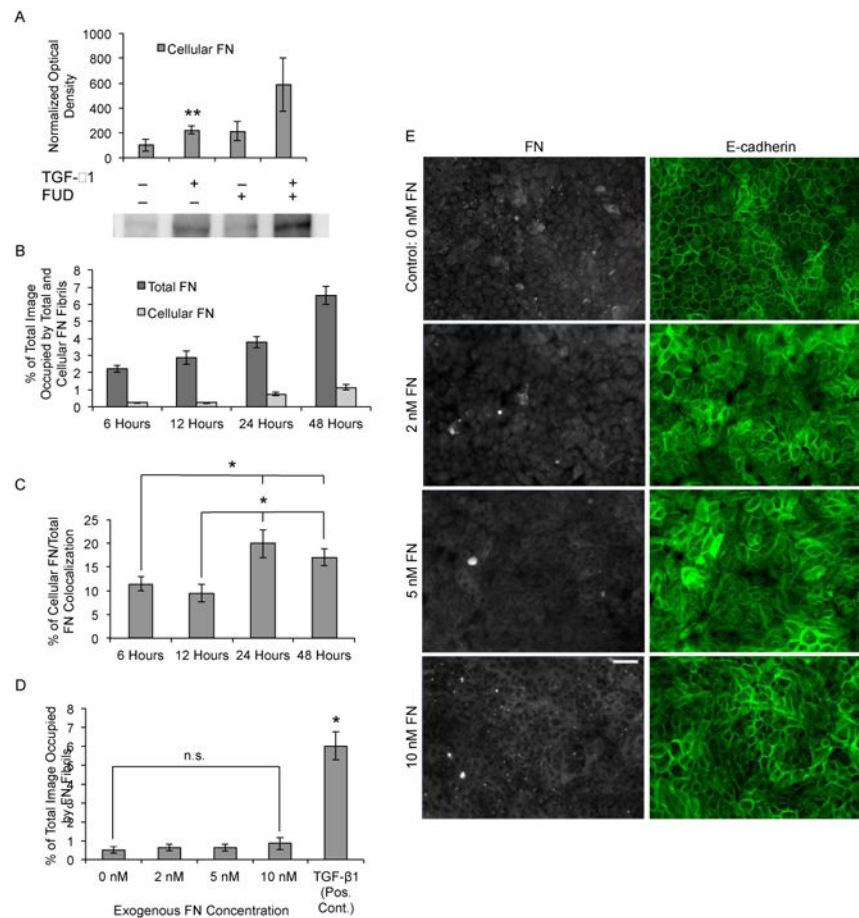 A
Cellular FN
1000
800
600
400
200
0
Normalized Optical
Density
**
TGF-□1 – + – +
FUD – – + +
B
8
7
6
5
4
3
2
1
0
% of Total Image
Occupied by Total and
Cellular FN Fibrils
Total FN
Cellular FN
6 Hours 12 Hours 24 Hours 48 Hours
C
*
*
25
20
15
10
5
0
% of Cellular FN/Total
FN Colocalization
6 Hours 12 Hours 24 Hours 48 Hours
D
8
7
6
5
4
3
2
1
0
% of Total Image Occupied
by FN Fibrils
n.s.
*
0 nM 2 nM 5 nM 10 nM TGF-β1
(Pos.
Cont.)
Exogenous FN Concentration
E
FN E-cadherin
Control: 0 nM FN
2 nM FN
5 nM FN
10 nM FN